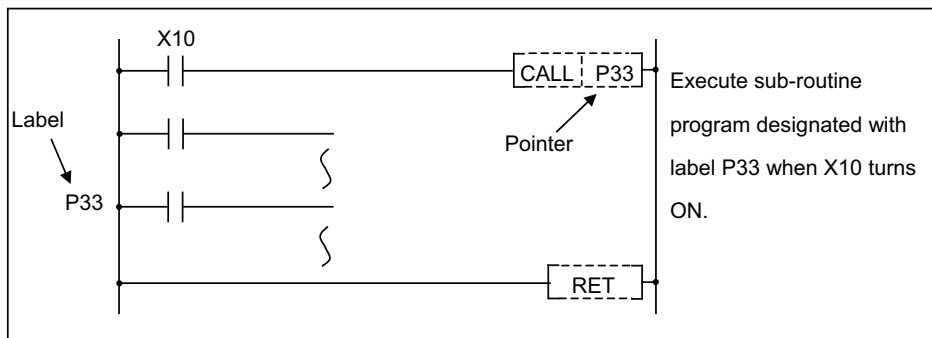 X10
CALL P33
Label
Pointer
P33
RET
Execute sub-routine
program designated with
label P33 when X10 turns
ON.